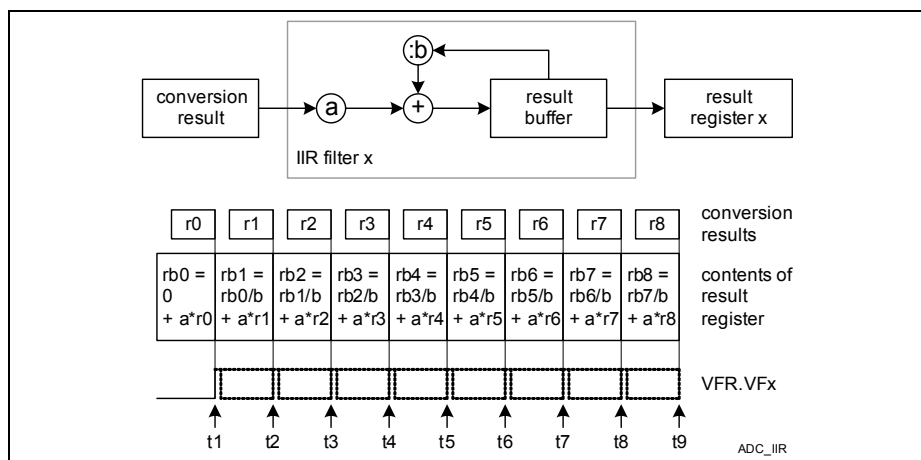 :b
conversion
result
a
+
result
buffer
result
register x
IIR filter x
r0 r1 r2 r3 r4 r5 r6 r7 r8
conversion
results
rb0 = rb1 = rb2 = rb3 = rb4 = rb5 = rb6 = rb7 = rb8 =
0 rb0/b rb1/b rb2/b rb3/b rb4/b rb5/b rb6/b rb7/b
+ a*r0 + a*r1 + a*r2 + a*r3 + a*r4 + a*r5 + a*r6 + a*r7 + a*r8
contents of
result
register
VFR.VFx
t1 t2 t3 t4 t5 t6 t7 t8 t9
ADC_IIR